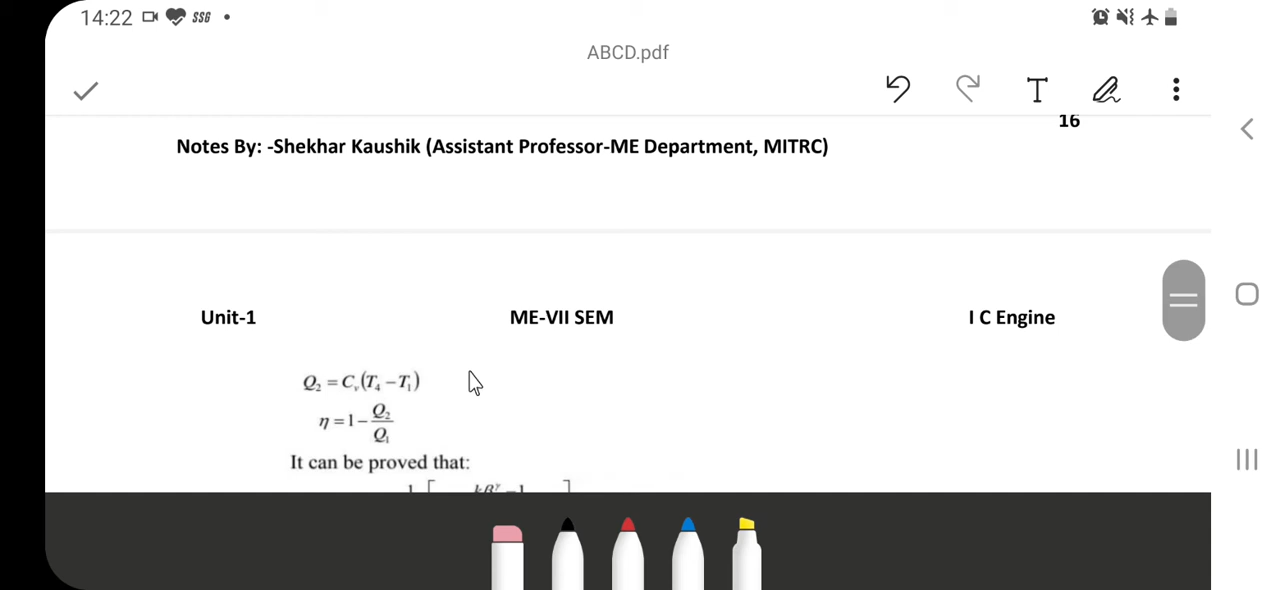 14:22 SSG
ABCD.pdf
T
16
Notes By: -Shekhar Kaushik (Assistant Professor-ME Department, MITRC)
Unit-1 ME-VII SEM I C Engine
Q₂ = Cᵥ(T₄ − T₁)
η = 1 − Q₂/Q₁
It can be proved that: